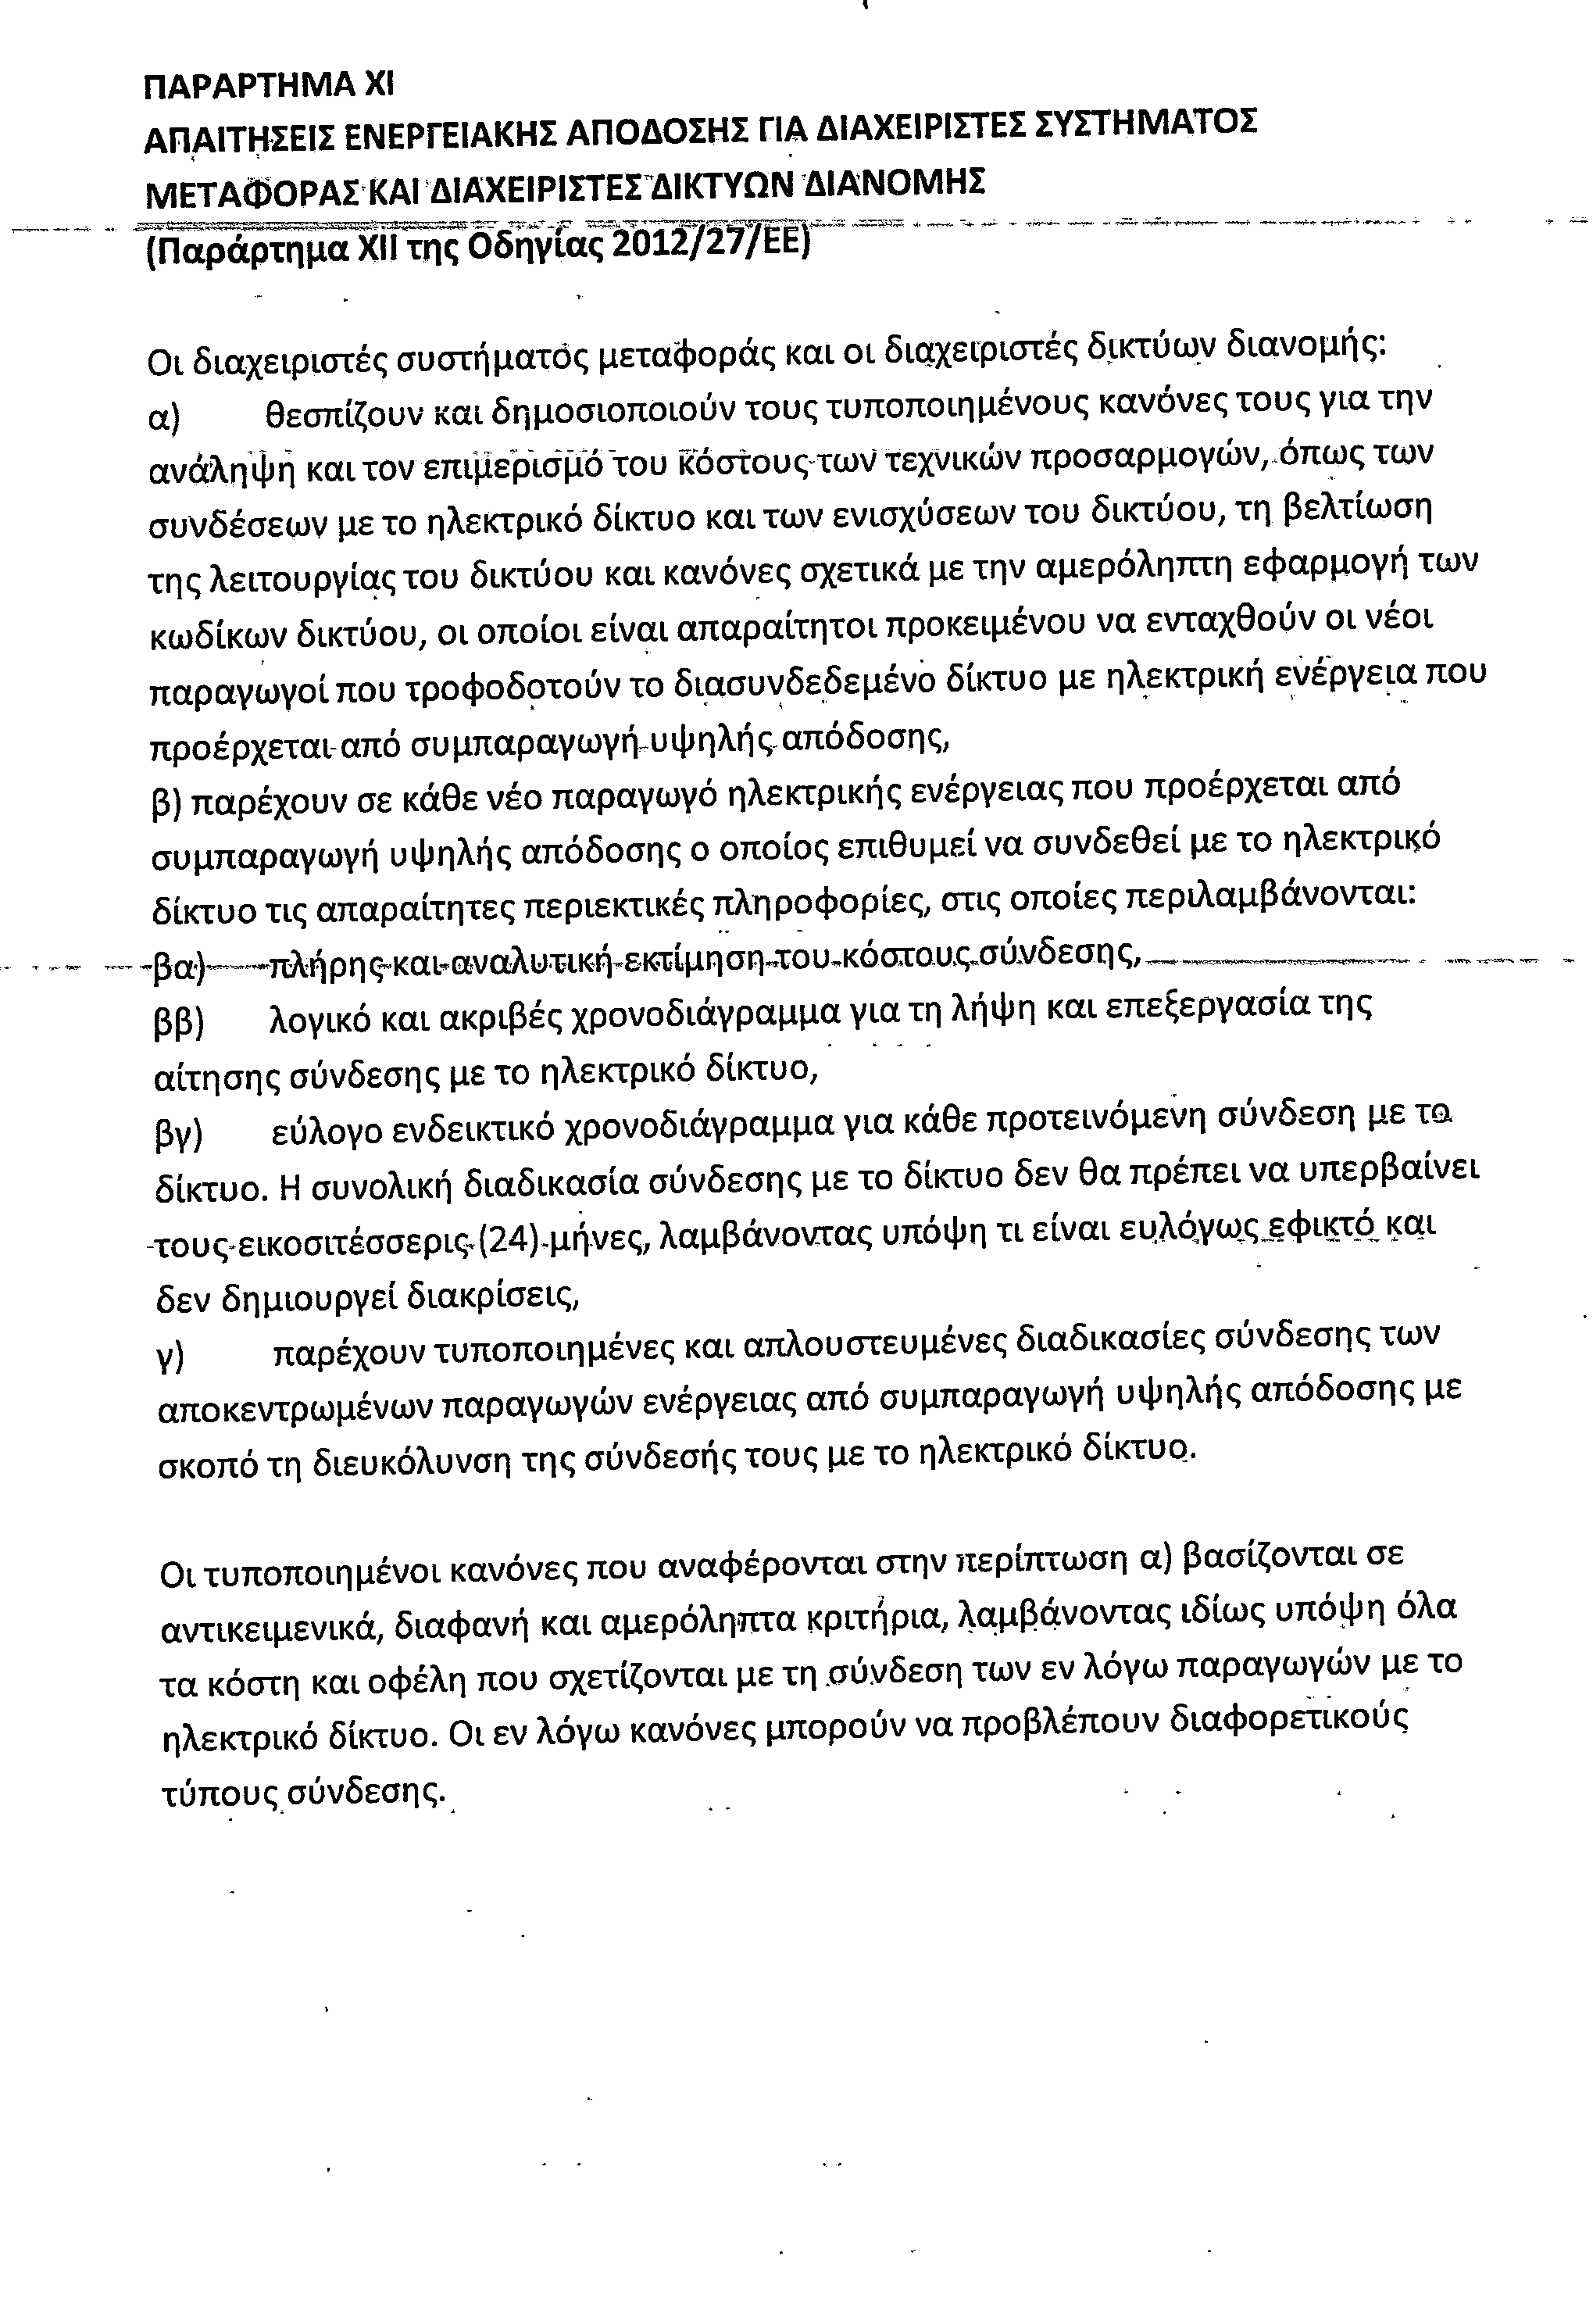 ΠΑΡΑΡΤΗΜΑ ΧΙ
ΑΠΑΙΤΗΣΕΙΣ ΕΝΕΡΓΕΙΑΚΗΣ ΑΠΟΔΟΣΗΣ ΓΙΑ ΔΙΑΧΕΙΡΙΣΤΕΣ ΣΥΣΤΗΜΑΤΟΣ
ΜΕΤΑΦΟΡΑΣ ΚΑΙ ΔΙΑΧΕΙΡΙΣΤΕΣ ΔΙΚΤΥΩΝ ΔΙΑΝΟΜΗΣ
(Παράρτημα ΧΙΙ της Οδηγίας 2012/27/ΕΕ)
Οι διαχειριστές συστήματος μεταφοράς και οι διαχειριστές δικτύων διανομής:
α) θεσπίζουν και δημοσιοποιούν τους τυποποιημένους κανόνες τους για την
ανάληψη και τον επιμερισμό του κόστους των τεχνικών προσαρμογών, όπως των
συνδέσεων με το ηλεκτρικό δίκτυο και των ενισχύσεων του δικτύου, τη βελτίωση
της λειτουργίας του δικτύου και κανόνες σχετικά με την αμερόληπτη εφαρμογή των
κωδίκων δικτύου, οι οποίοι είναι απαραίτητοι προκειμένου να ενταχθούν οι νέοι
παραγωγοί που τροφοδοτούν το διασυνδεδεμένο δίκτυο με ηλεκτρική ενέργεια που
προέρχεται από συμπαραγωγή υψηλής απόδοσης,
β) παρέχουν σε κάθε νέο παραγωγό ηλεκτρικής ενέργειας που προέρχεται από
συμπαραγωγή υψηλής απόδοσης ο οποίος επιθυμεί να συνδεθεί με το ηλεκτρικό
δίκτυο τις απαραίτητες περιεκτικές πληροφορίες, στις οποίες περιλαμβάνονται:
βα) πλήρης και αναλυτική εκτίμηση του κόστους σύνδεσης,
ββ) λογικό και ακριβές χρονοδιάγραμμα για τη λήψη και επεξεργασία της
αίτησης σύνδεσης με το ηλεκτρικό δίκτυο,
βγ) εύλογο ενδεικτικό χρονοδιάγραμμα για κάθε προτεινόμενη σύνδεση με το
δίκτυο. Η συνολική διαδικασία σύνδεσης με το δίκτυο δεν θα πρέπει να υπερβαίνει
τους εικοσιτέσσερις (24) μήνες, λαμβάνοντας υπόψη τι είναι ευλόγως εφικτό και
δεν δημιουργεί διακρίσεις,
γ) παρέχουν τυποποιημένες και απλουστευμένες διαδικασίες σύνδεσης των
αποκεντρωμένων παραγωγών ενέργειας από συμπαραγωγή υψηλής απόδοσης με
σκοπό τη διευκόλυνση της σύνδεσής τους με το ηλεκτρικό δίκτυο.
Οι τυποποιημένοι κανόνες που αναφέρονται στην περίπτωση α) βασίζονται σε
αντικειμενικά, διαφανή και αμερόληπτα κριτήρια, λαμβάνοντας ιδίως υπόψη όλα
τα κόστη και οφέλη που σχετίζονται με τη σύνδεση των εν λόγω παραγωγών με το
ηλεκτρικό δίκτυο. Οι εν λόγω κανόνες μπορούν να προβλέπουν διαφορετικούς
τύπους σύνδεσης.